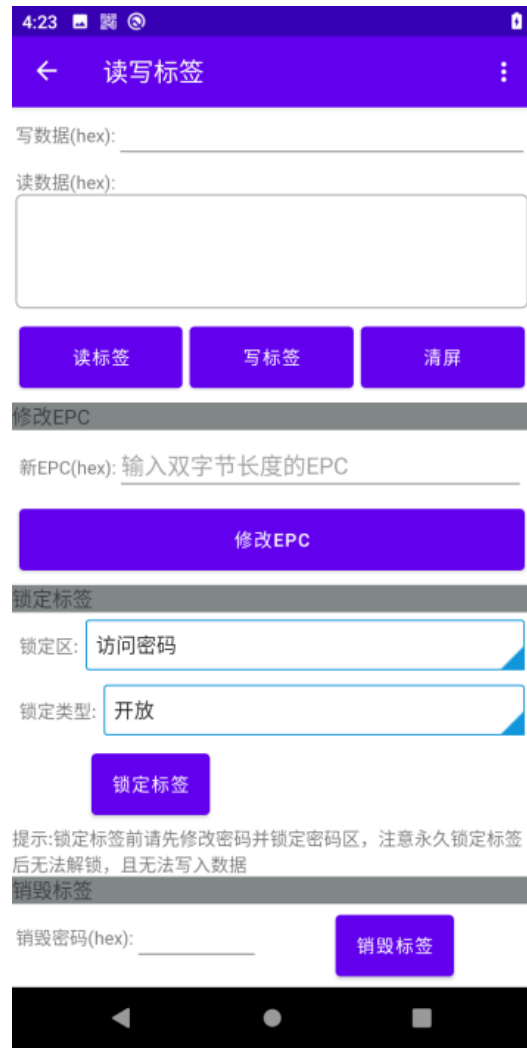 4:23
读写标签
写数据(hex):
读数据(hex):
读标签 写标签 清屏
修改EPC
新EPC(hex): 输入双字节长度的EPC
修改EPC
锁定标签
锁定区: 访问密码
锁定类型: 开放
锁定标签
提示:锁定标签前请先修改密码并锁定密码区，注意永久锁定标签
后无法解锁，且无法写入数据
销毁标签
销毁密码(hex): 销毁标签